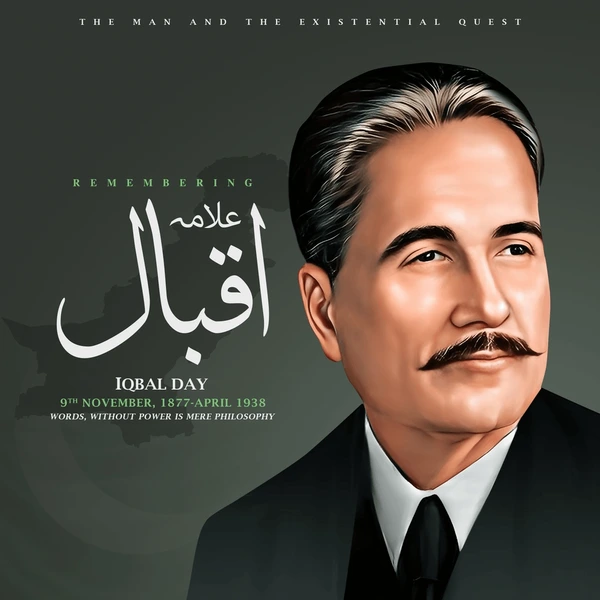 THE MAN AND THE EXISTENTIAL QUEST
REMEMBERING
علامہ
اقبال
IQBAL DAY
9TH NOVEMBER, 1877-APRIL 1938
WORDS, WITHOUT POWER IS MERE PHILOSOPHY